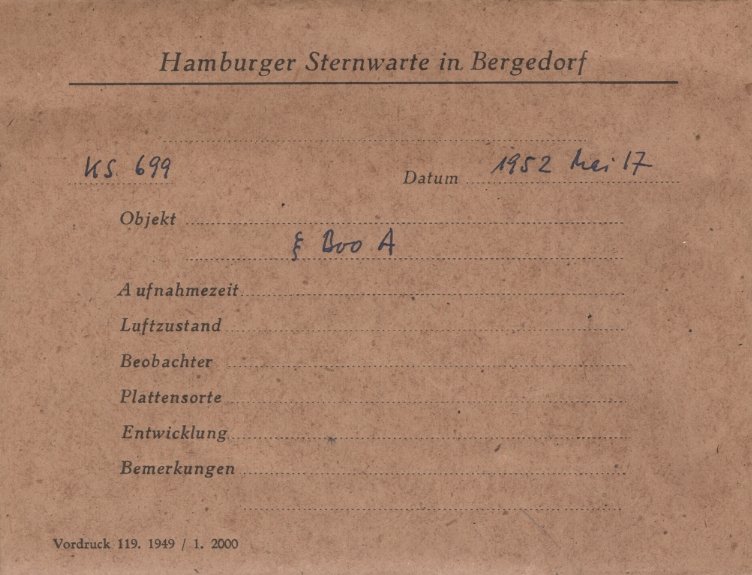 Hamburger Sternwarte in Bergedorf
KS. 699 Datum 1952 Mai 17
Objekt
ξ Boo A
Aufnahmezeit
Luftzustand
Beobachter
Plattensorte
Entwicklung
Bemerkungen
Vordruck 119. 1949 / 1. 2000